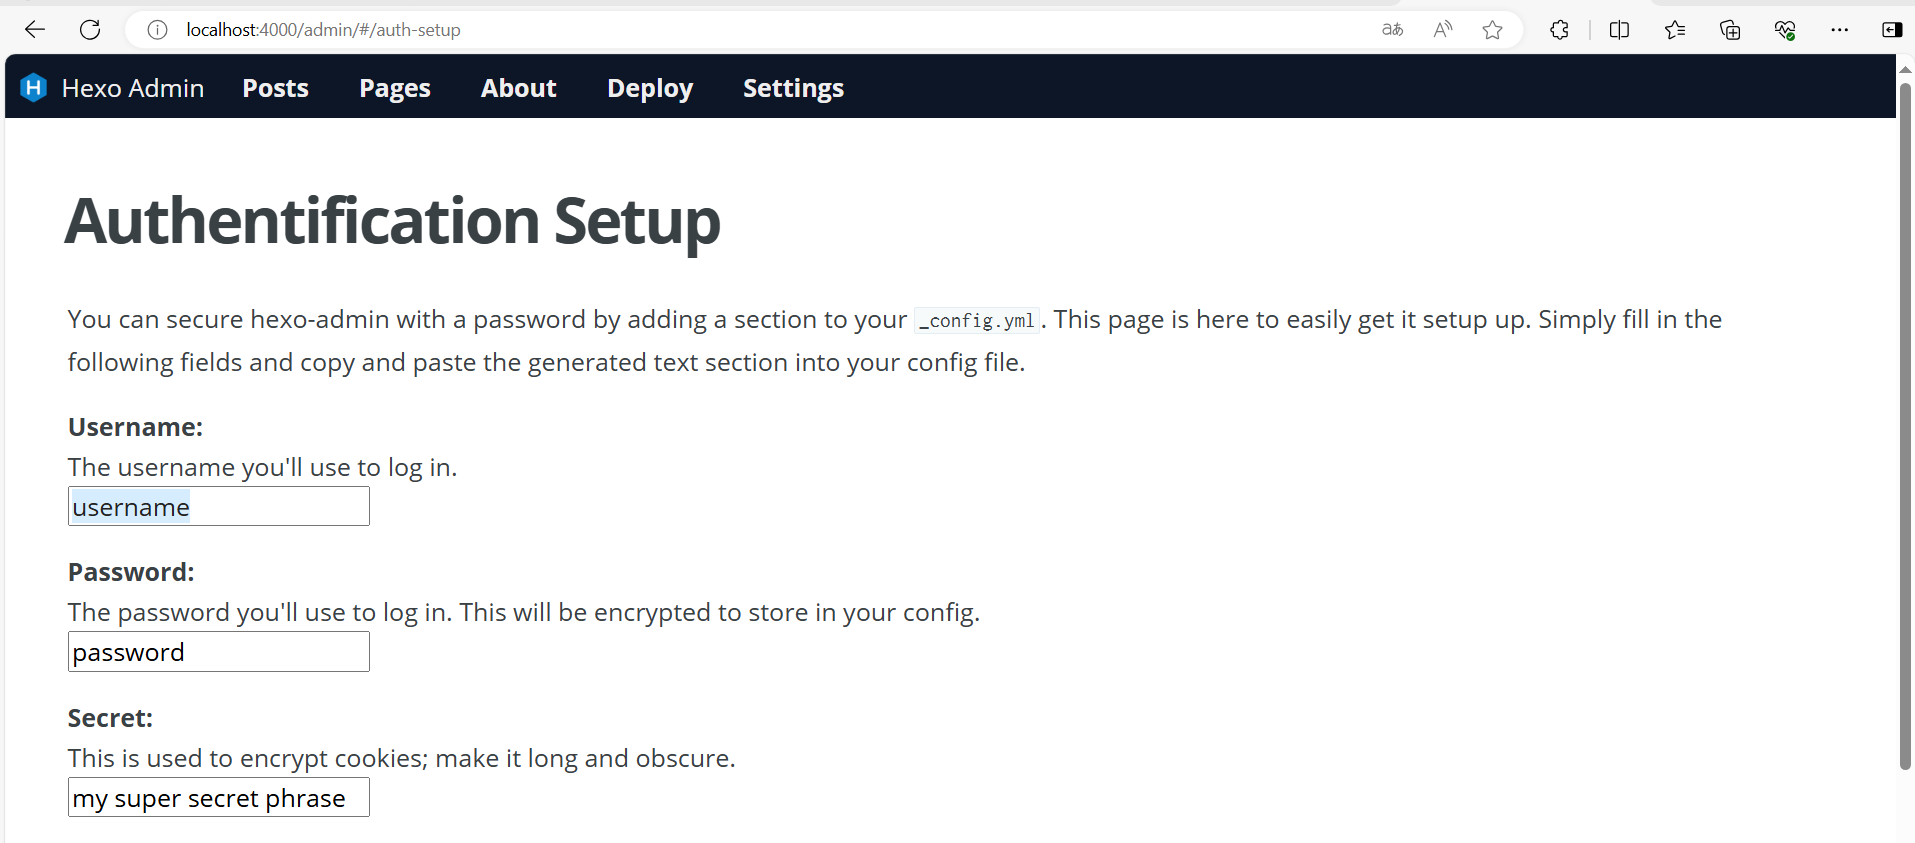 localhost:4000/admin/#/auth-setup
Hexo Admin Posts Pages About Deploy Settings
Authentification Setup
You can secure hexo-admin with a password by adding a section to your _config.yml. This page is here to easily get it setup up. Simply fill in the
following fields and copy and paste the generated text section into your config file.
Username:
The username you'll use to log in.
username
Password:
The password you'll use to log in. This will be encrypted to store in your config.
password
Secret:
This is used to encrypt cookies; make it long and obscure.
my super secret phrase